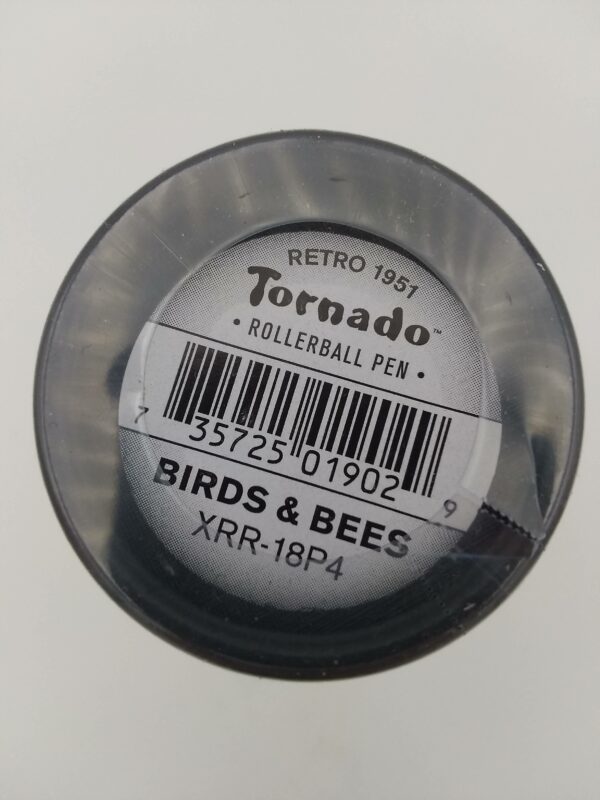 RETRO 1951
Tornado™
• ROLLERBALL PEN •
7 35725 01902 9
BIRDS & BEES
XRR-18P4